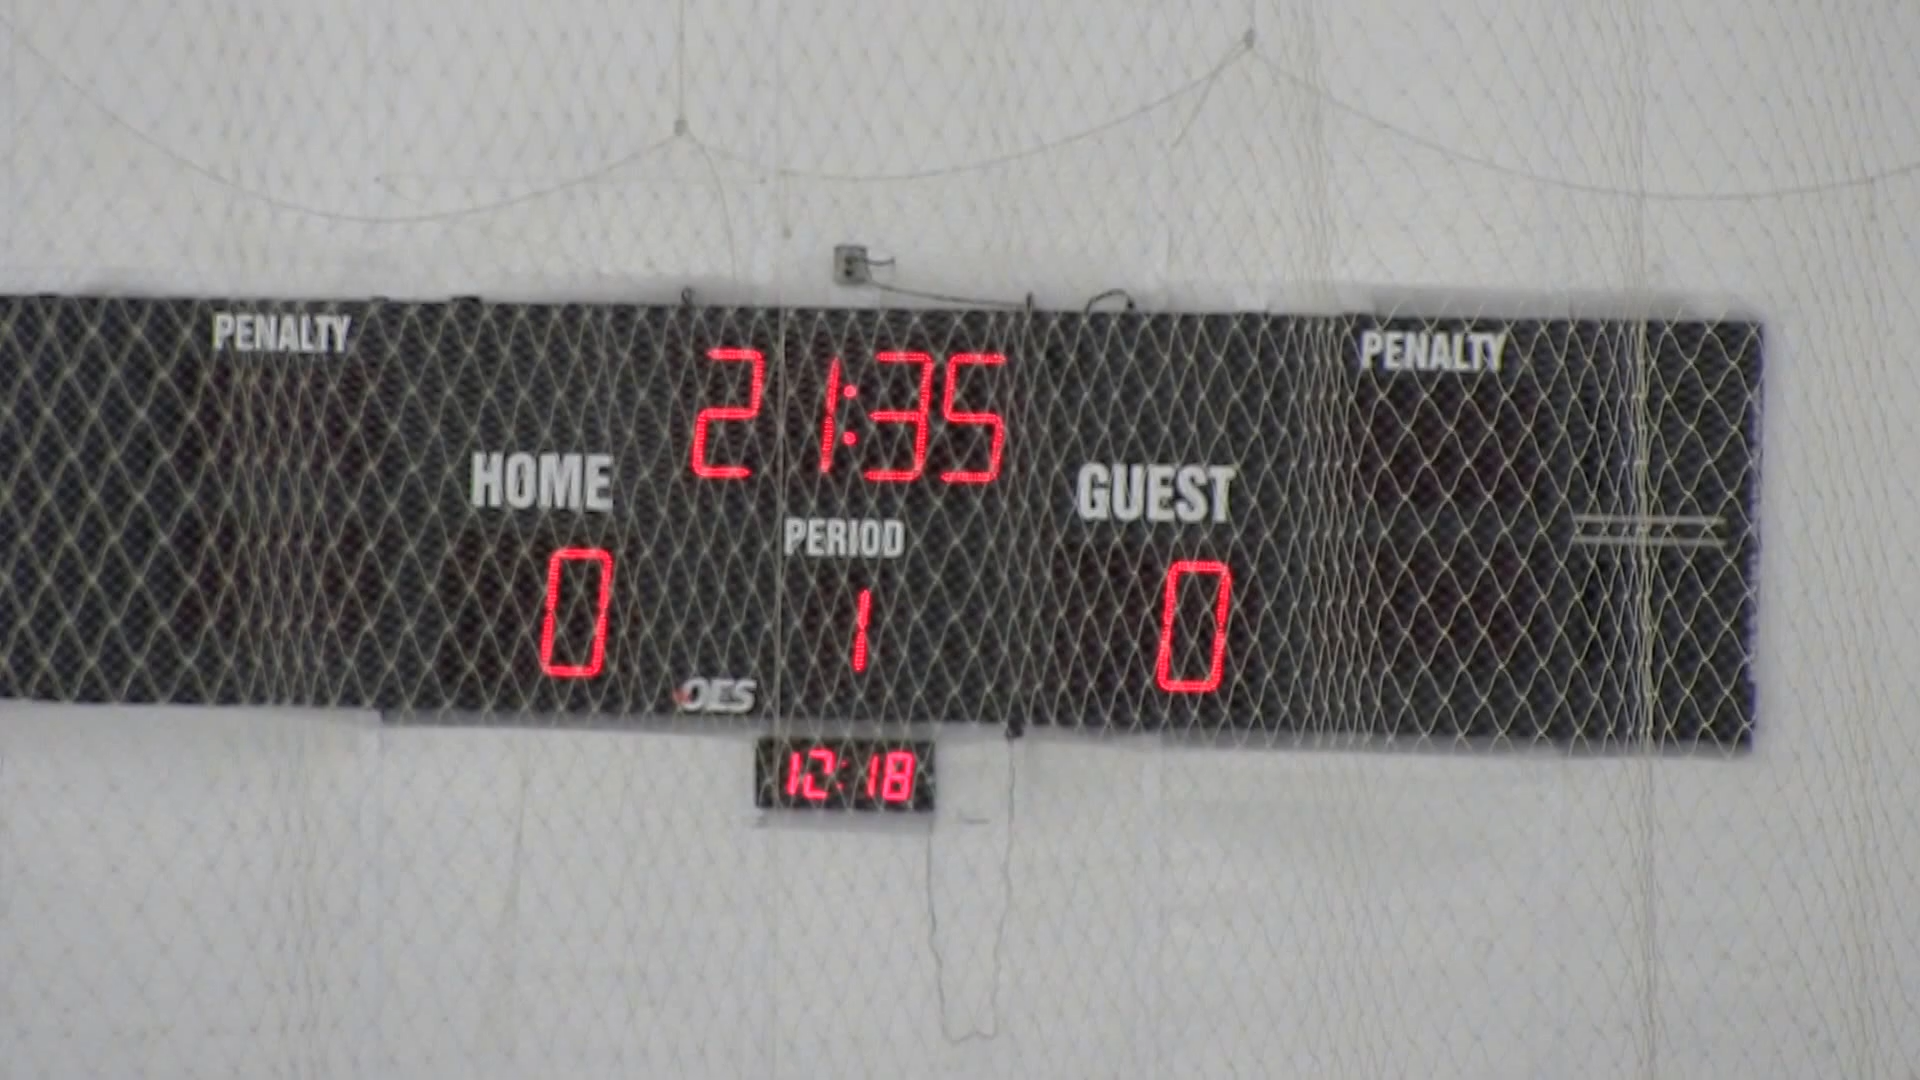 PENALTY
21:35
PENALTY
HOME
GUEST
PERIOD
0
1
0
OES
12:18